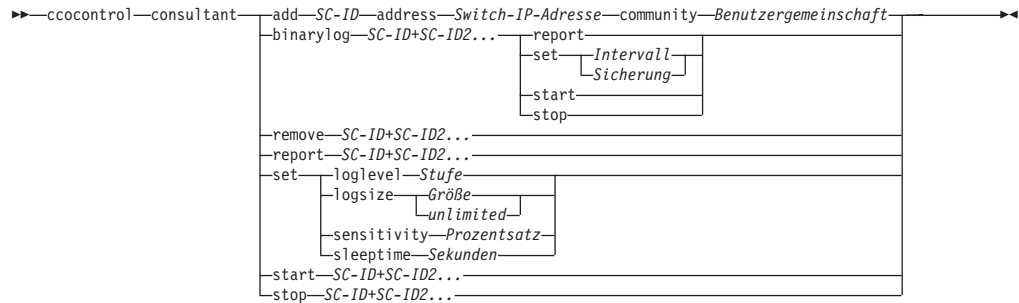 ccocontrol consultant add SC-ID address Switch-IP-Adresse community Benutzergemeinschaft
binarylog SC-ID+SC-ID2... report
set Intervall
Sicherung
start
stop
remove SC-ID+SC-ID2...
report SC-ID+SC-ID2...
set loglevel Stufe
logsize Größe
unlimited
sensitivity Prozentsatz
sleeptime Sekunden
start SC-ID+SC-ID2...
stop SC-ID+SC-ID2...